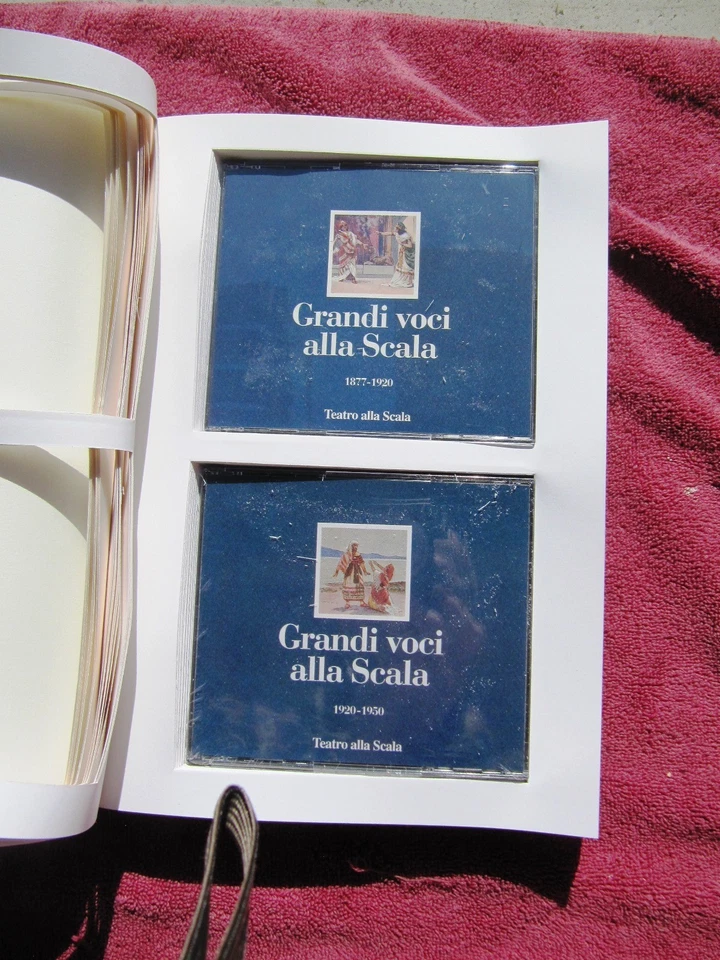 Grandi voci
alla Scala
1877-1920
Teatro alla Scala
Grandi voci
alla Scala
1920-1950
Teatro alla Scala